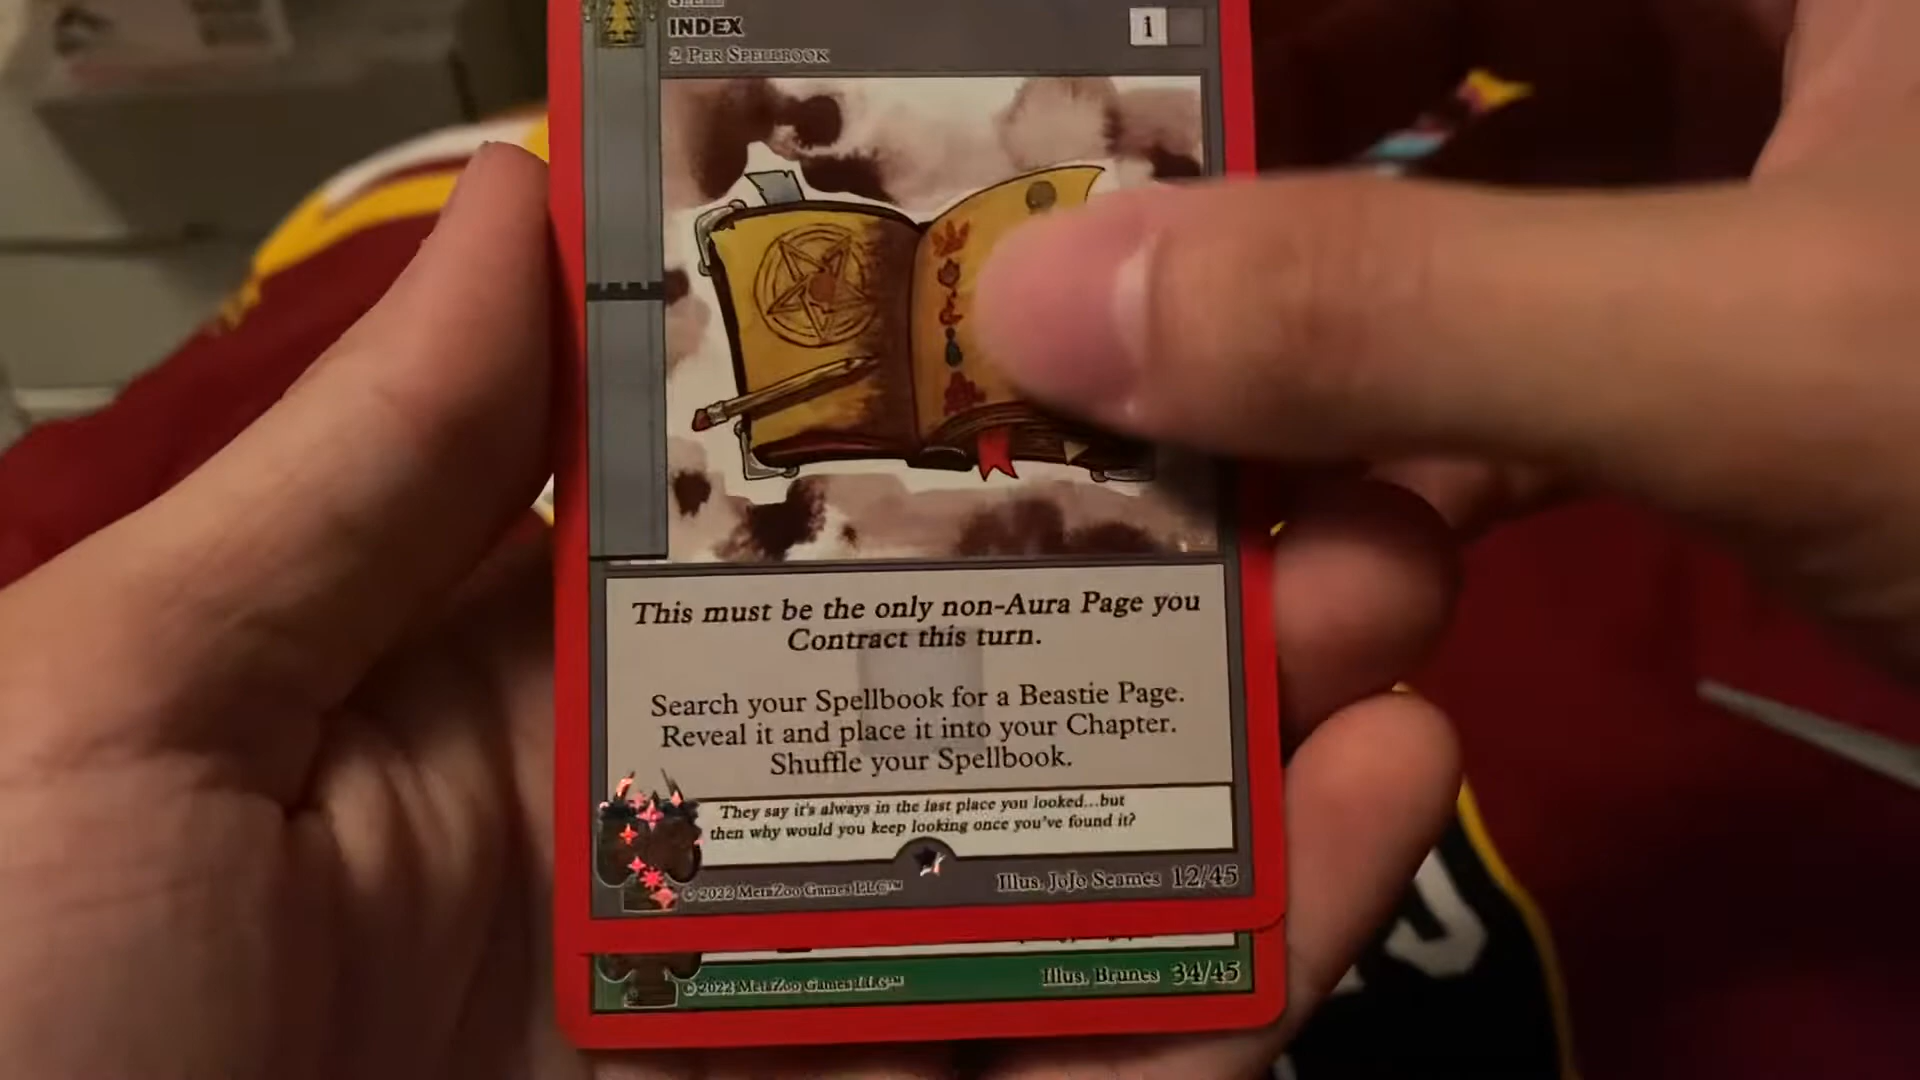 SPELL
INDEX
1
2 PER SPELLBOOK
This must be the only non-Aura Page you
Contract this turn.
Search your Spellbook for a Beastie Page.
Reveal it and place it into your Chapter.
Shuffle your Spellbook.
They say it's always in the last place you looked...but
then why would you keep looking once you've found it?
© 2022 MetaZoo Games LLC™
Illus. JoJo Seames 12/45
© 2022 MetaZoo Games LLC™
Illus. Brunes 34/45